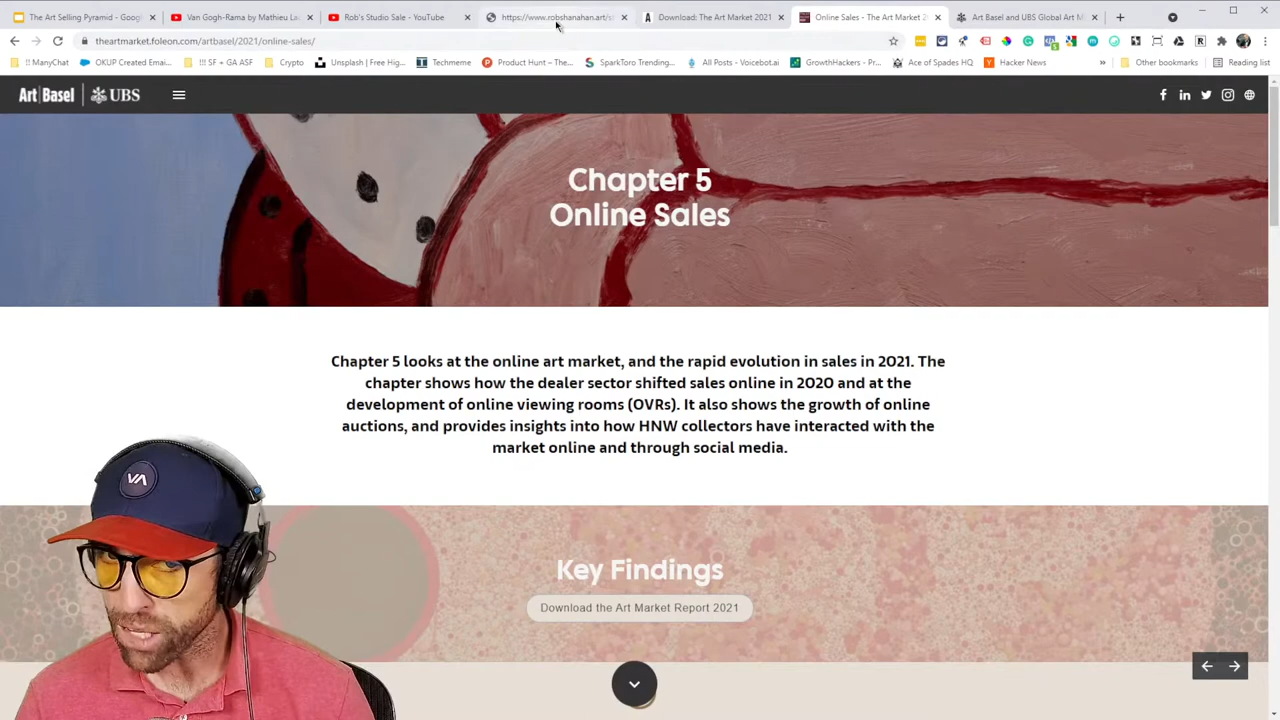 The Art Selling Pyramid - Goog
Van Gogh-Rama by Mathieu La
Rob's Studio Sale - YouTube
https://www.robshanahan.art/s
Download: The Art Market 2021
Online Sales - The Art Market 2
Art Basel and UBS Global Art M
theartmarket.foleon.com/artbasel/2021/online-sales/
!! ManyChat
OKUP Created Emai...
!!! SF + GA ASF
Crypto
Unsplash | Free Hig...
Techmeme
Product Hunt – The...
SparkToro Trending...
All Posts - Voicebot.ai
GrowthHackers - Pr...
Ace of Spades HQ
Hacker News
Other bookmarks
Reading list
Art|Basel UBS
Chapter 5
Online Sales
Chapter 5 looks at the online art market, and the rapid evolution in sales in 2021. The
chapter shows how the dealer sector shifted sales online in 2020 and at the
development of online viewing rooms (OVRs). It also shows the growth of online
auctions, and provides insights into how HNW collectors have interacted with the
market online and through social media.
VA
Key Findings
Download the Art Market Report 2021